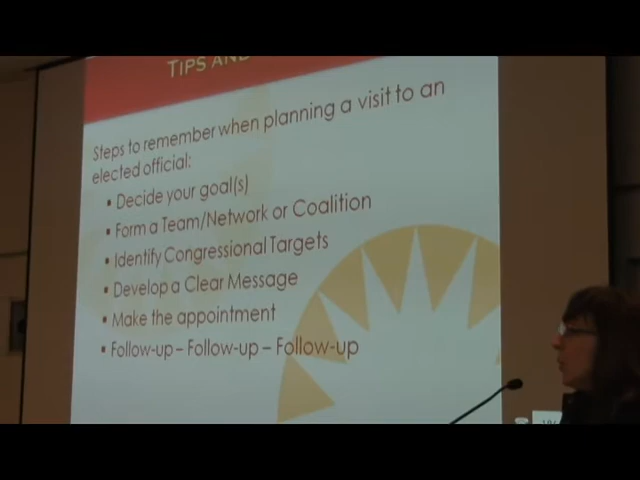 TIPS AND
Steps to remember when planning a visit to an
elected official:
▪ Decide your goal(s)
▪ Form a Team/Network or Coalition
▪ Identify Congressional Targets
▪ Develop a Clear Message
▪ Make the appointment
▪ Follow-up – Follow-up – Follow-up